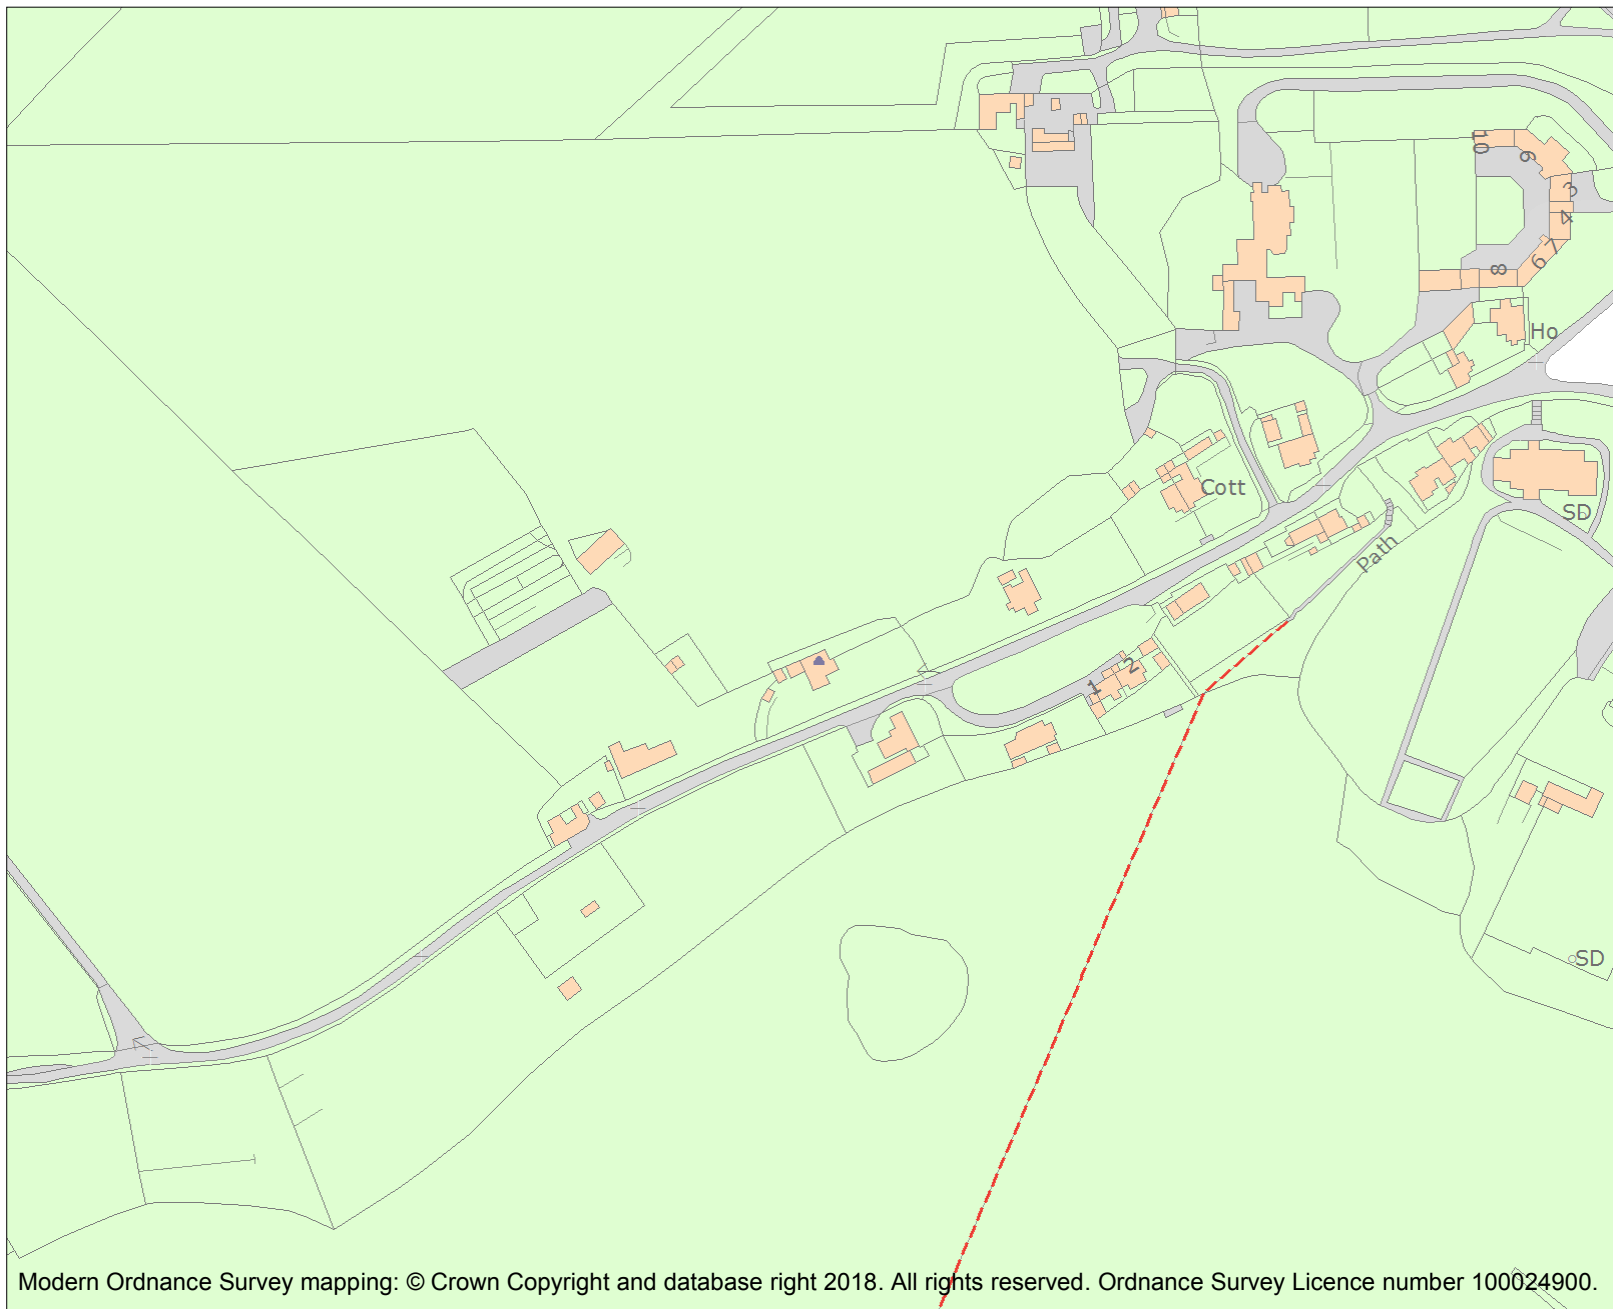 10
9
3
4
7
6
8
Ho
Cott
SD
Path
2
1
SD
Modern Ordnance Survey mapping: © Crown Copyright and database right 2018. All rights reserved. Ordnance Survey Licence number 100024900.